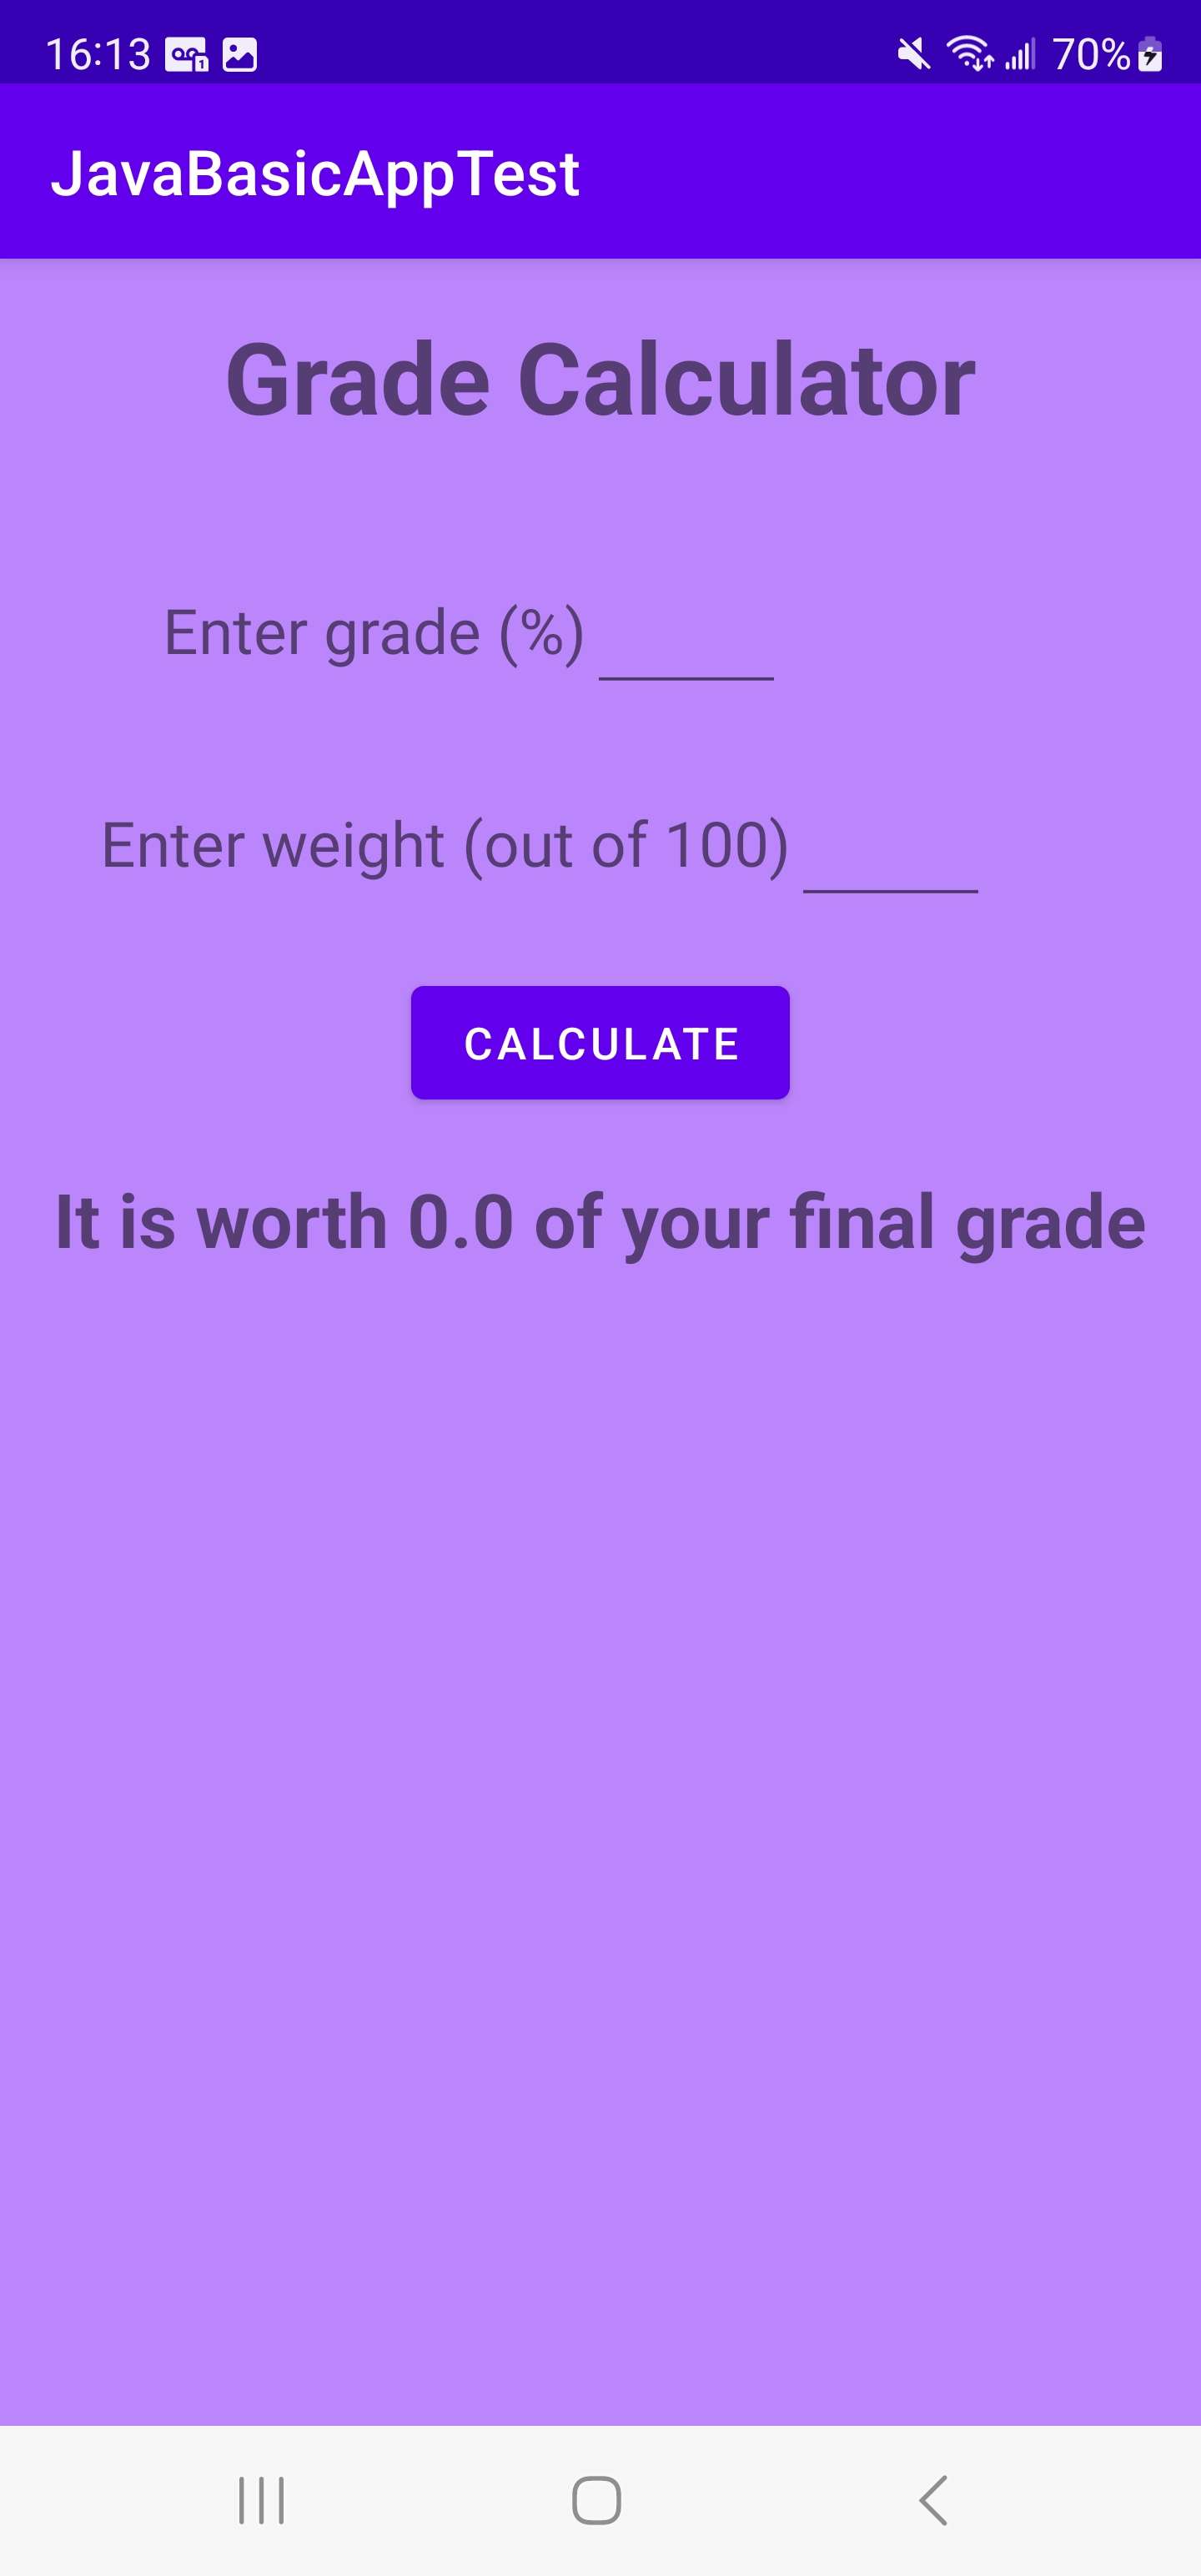 16:13 70%
JavaBasicAppTest
Grade Calculator
Enter grade (%)
Enter weight (out of 100)
CALCULATE
It is worth 0.0 of your final grade